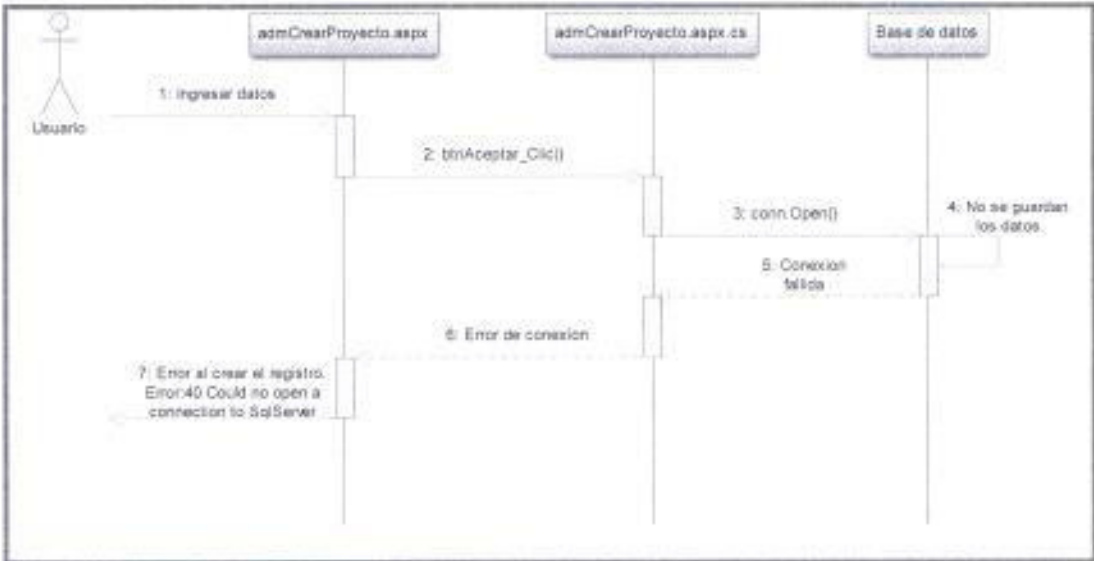 admCrearProyecto.aspx
admCrearProyecto.aspx.cs
Base de datos
Usuario
1: ingresar datos
2: btnAceptar_Clic()
3: conn.Open()
4: No se guardan
los datos
5: Conexion
fallida
6: Error de conexion
7: Error al crear el registro.
Error:40 Could no open a
connection to SqlServer